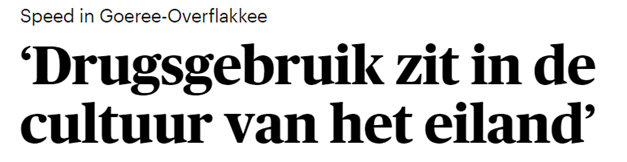 Speed in Goeree-Overflakkee
‘Drugsgebruik zit in de
cultuur van het eiland’